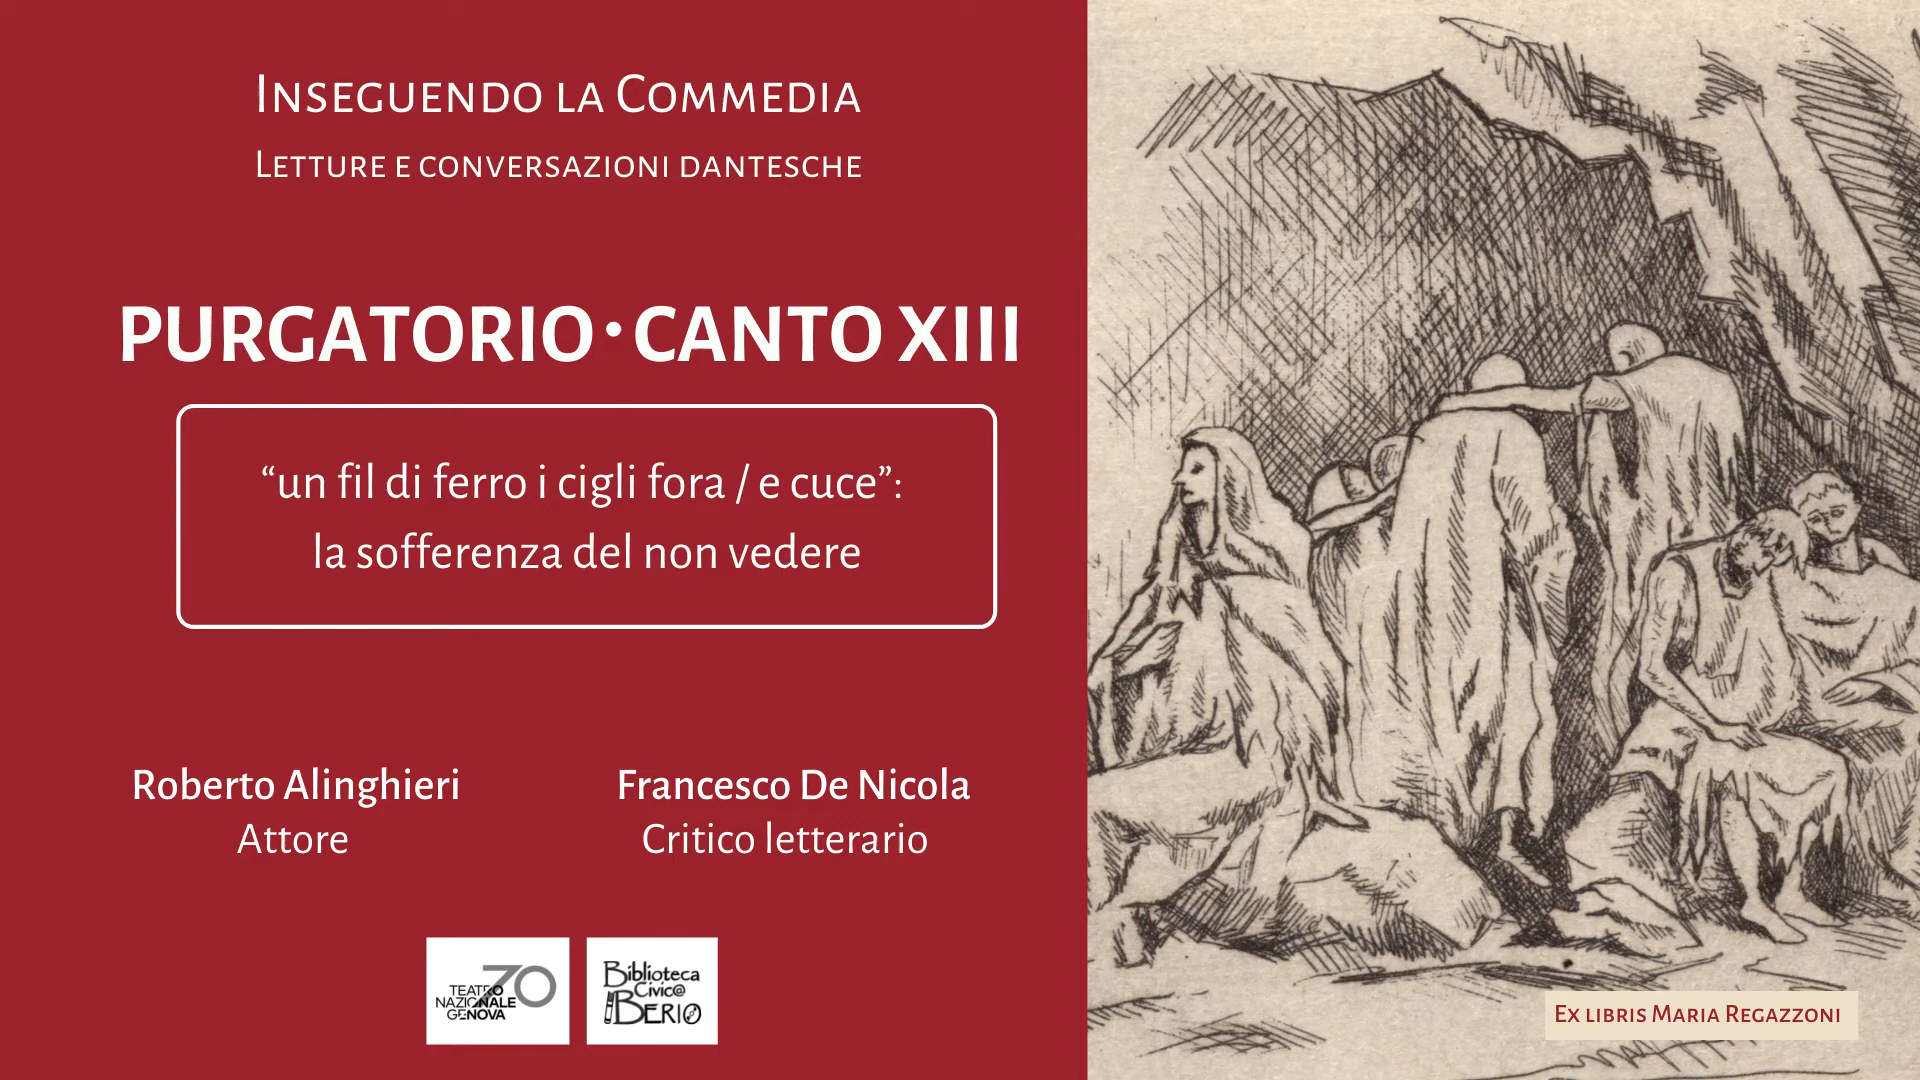 Inseguendo la Commedia
Letture e conversazioni dantesche
PURGATORIO • CANTO XIII
“un fil di ferro i cigli fora / e cuce”:
la sofferenza del non vedere
Roberto Alinghieri
Attore
Francesco De Nicola
Critico letterario
70
TEATRO
NAZIONALE
GENOVA
Biblioteca
Civic@
BERIO
Ex libris Maria Regazzoni